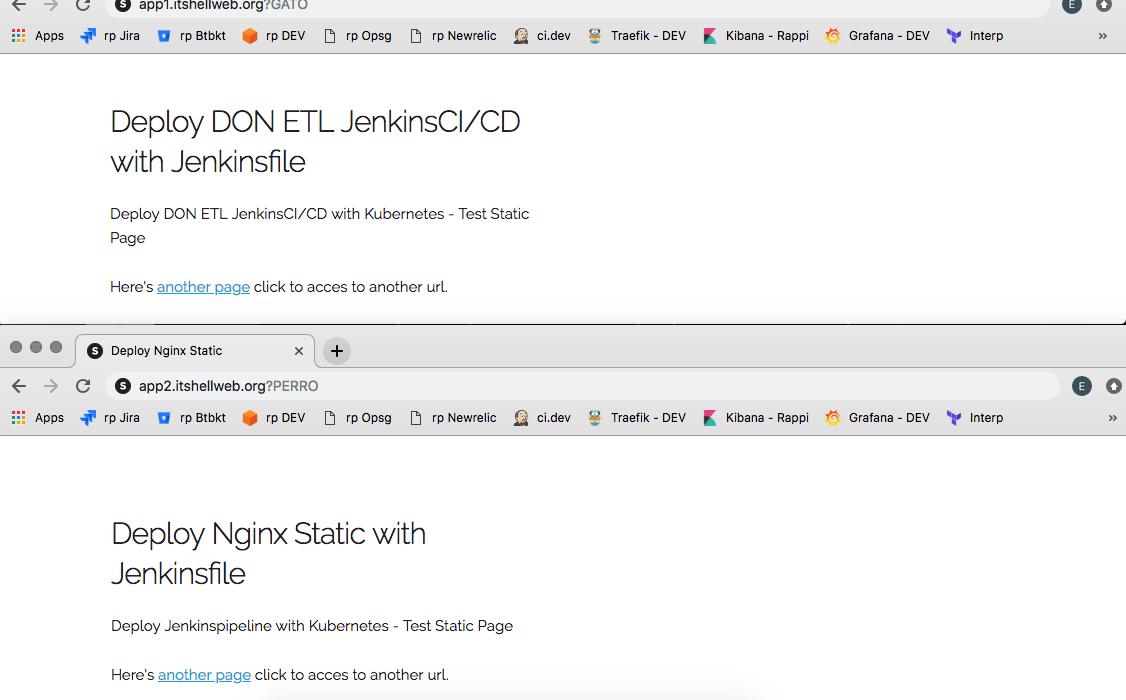 app1.itshellweb.org?GATO E
Apps rp Jira rp Btbkt rp DEV rp Opsg rp Newrelic ci.dev Traefik - DEV Kibana - Rappi Grafana - DEV Interp »
Deploy DON ETL JenkinsCI/CD
with Jenkinsfile
Deploy DON ETL JenkinsCI/CD with Kubernetes - Test Static
Page
Here's another page click to acces to another url.
S Deploy Nginx Static
S app2.itshellweb.org?PERRO E
Apps rp Jira rp Btbkt rp DEV rp Opsg rp Newrelic ci.dev Traefik - DEV Kibana - Rappi Grafana - DEV Interp »
Deploy Nginx Static with
Jenkinsfile
Deploy Jenkinspipeline with Kubernetes - Test Static Page
Here's another page click to acces to another url.